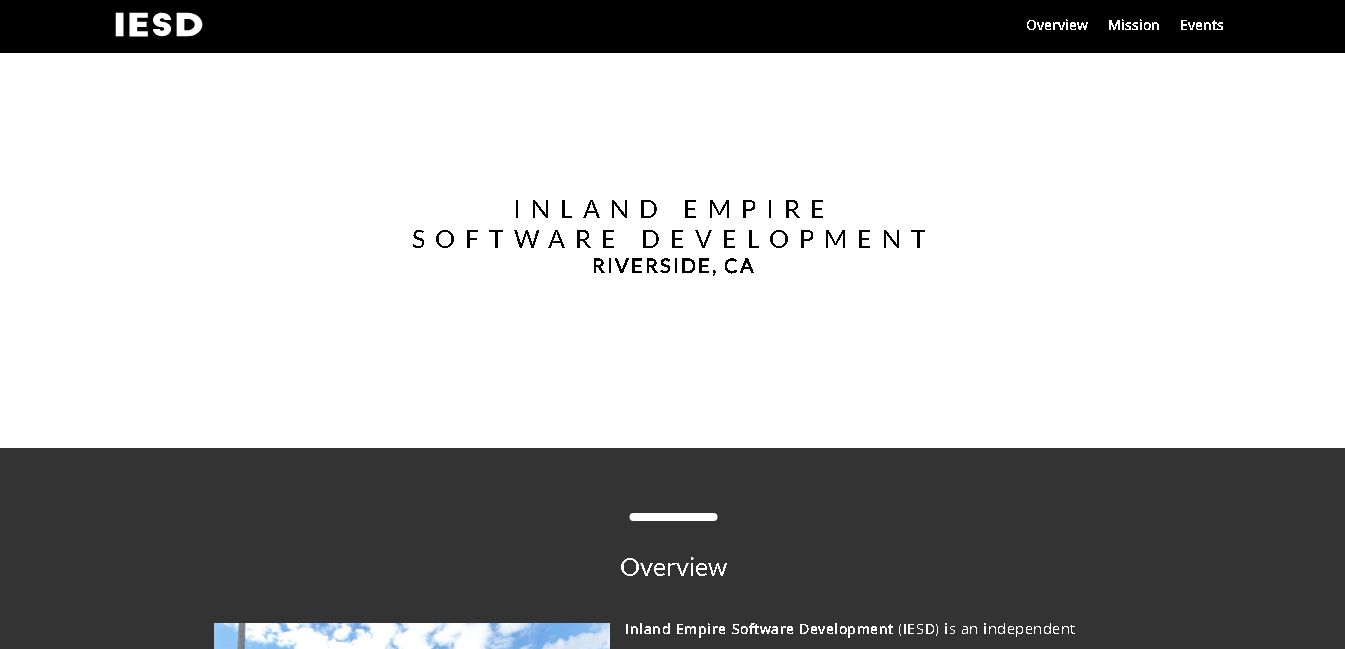 IESD
Overview Mission Events
INLAND EMPIRE
SOFTWARE DEVELOPMENT
RIVERSIDE, CA
Overview
Inland Empire Software Development (IESD) is an independent